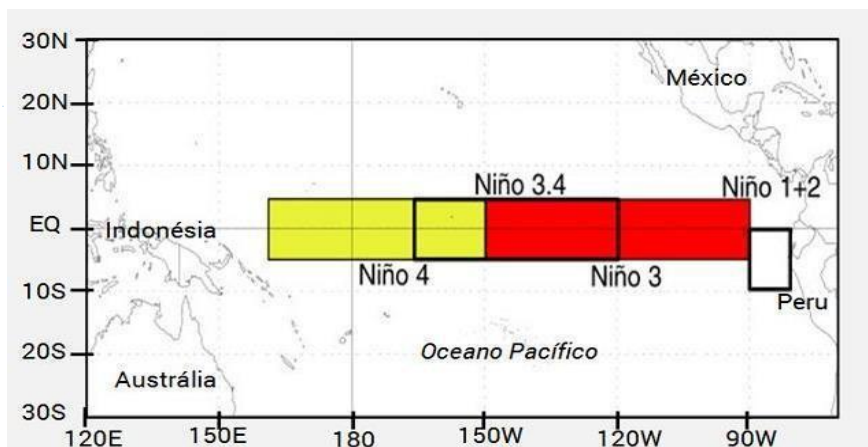 30N
México
20N
10N
Niño 3.4
Niño 1+2
EQ
Indonésia
Niño 4
Niño 3
10S
Peru
Oceano Pacífico
20S
Austrália
30S
120E
150E
180
150W
120W
90W